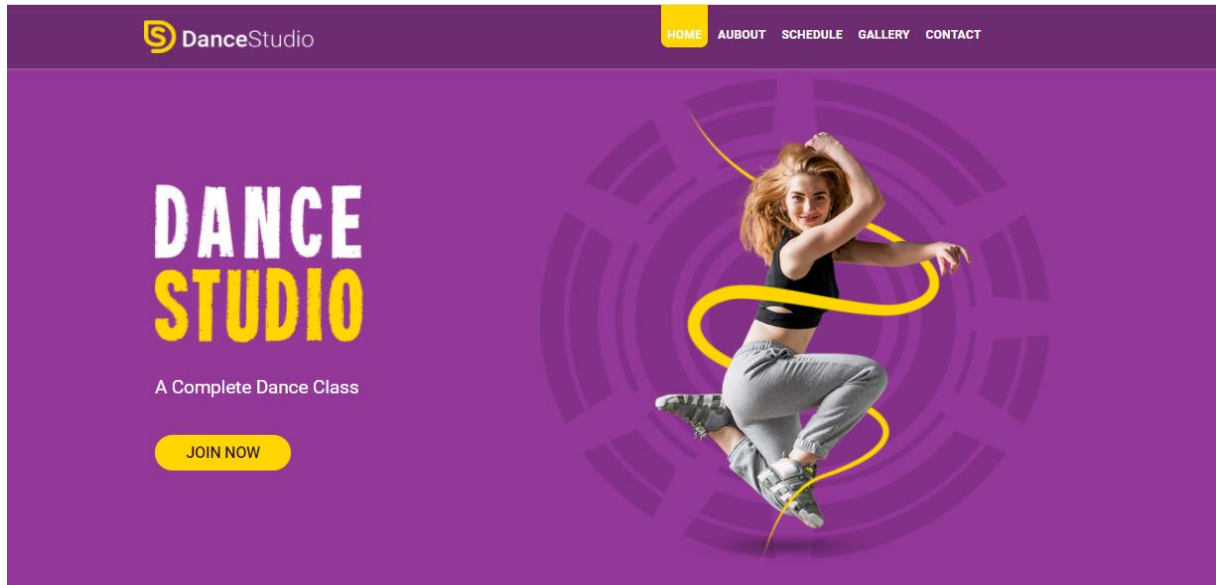 DanceStudio
HOME AUBOUT SCHEDULE GALLERY CONTACT
DANCE
STUDIO
A Complete Dance Class
JOIN NOW